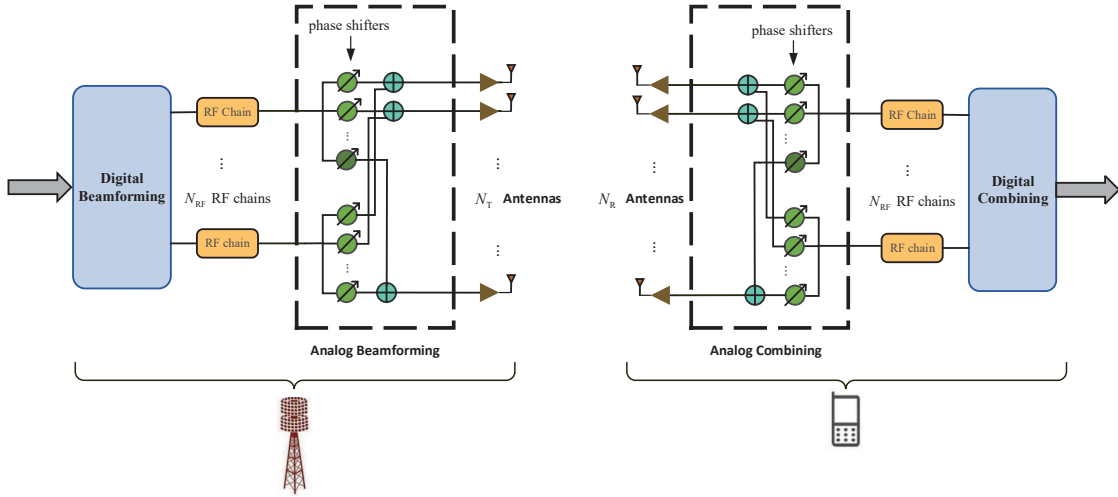 phase shifters
RF Chain
...
Digital
Beamforming
⋮
N_RF RF chains
...
RF chain
Analog Beamforming
⋮
N_T Antennas
⋮
phase shifters
⋮
N_R Antennas
⋮
...
RF Chain
⋮
N_RF RF chains
...
RF chain
Digital
Combining
Analog Combining